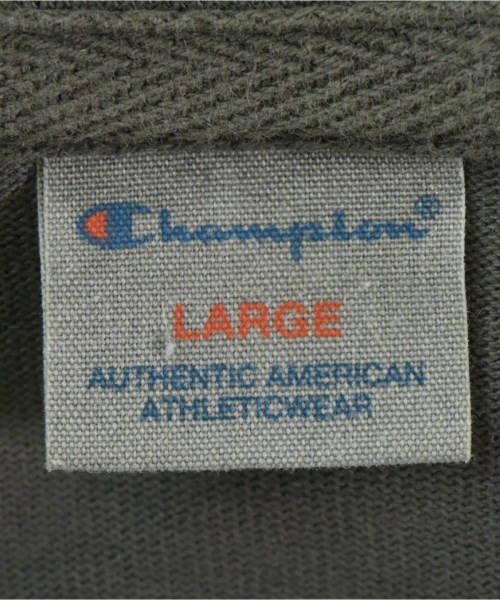 Champion®
LARGE
AUTHENTIC AMERICAN
ATHLETICWEAR